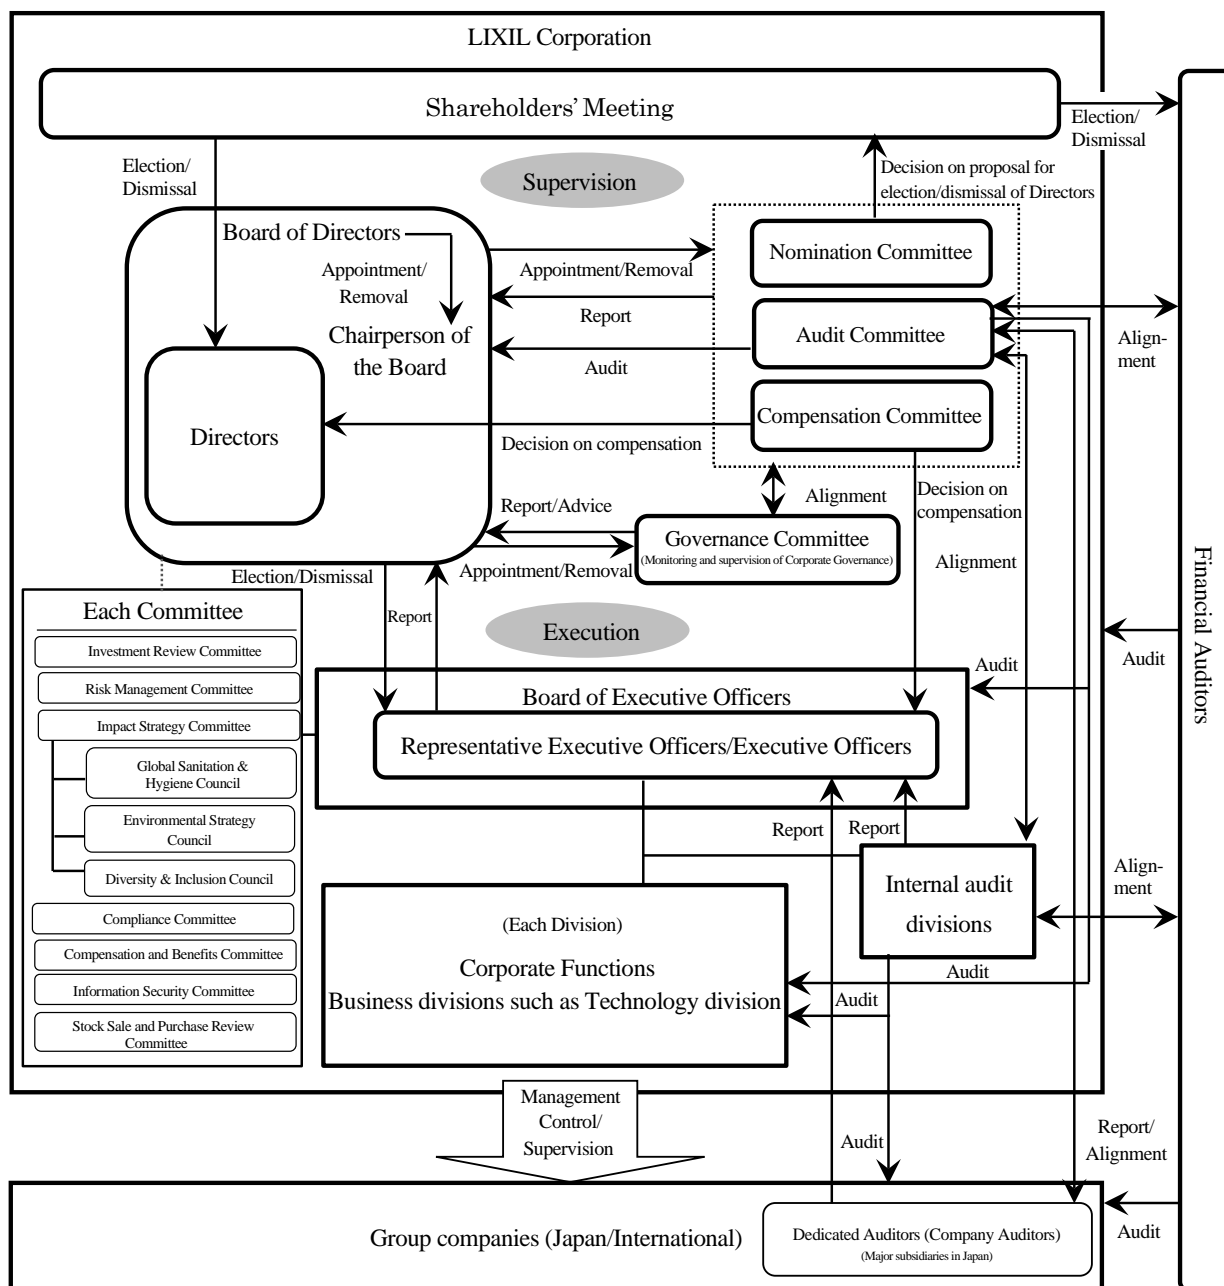 LIXIL Corporation
Shareholders' Meeting
Election/
Dismissal
Election/
Dismissal
Supervision
Decision on proposal for
election/dismissal of Directors
Board of Directors
Appointment/
Removal
Chairperson of
the Board
Directors
Appointment/Removal
Report
Audit
Decision on compensation
Nomination Committee
Audit Committee
Compensation Committee
Align-
ment
Alignment
Decision on
compensation
Alignment
Report/Advice
Appointment/Removal
Governance Committee
(Monitoring and supervision of Corporate Governance)
Election/Dismissal
Report
Execution
Financial Auditors
Audit
Audit
Each Committee
Investment Review Committee
Risk Management Committee
Impact Strategy Committee
Global Sanitation &
Hygiene Council
Environmental Strategy
Council
Diversity & Inclusion Council
Compliance Committee
Compensation and Benefits Committee
Information Security Committee
Stock Sale and Purchase Review
Committee
Board of Executive Officers
Representative Executive Officers/Executive Officers
Report
Report
Internal audit
divisions
Align-
ment
(Each Division)
Corporate Functions
Business divisions such as Technology division
Audit
Audit
Management
Control/
Supervision
Audit
Report/
Alignment
Group companies (Japan/International)
Dedicated Auditors (Company Auditors)
(Major subsidiaries in Japan)
Audit